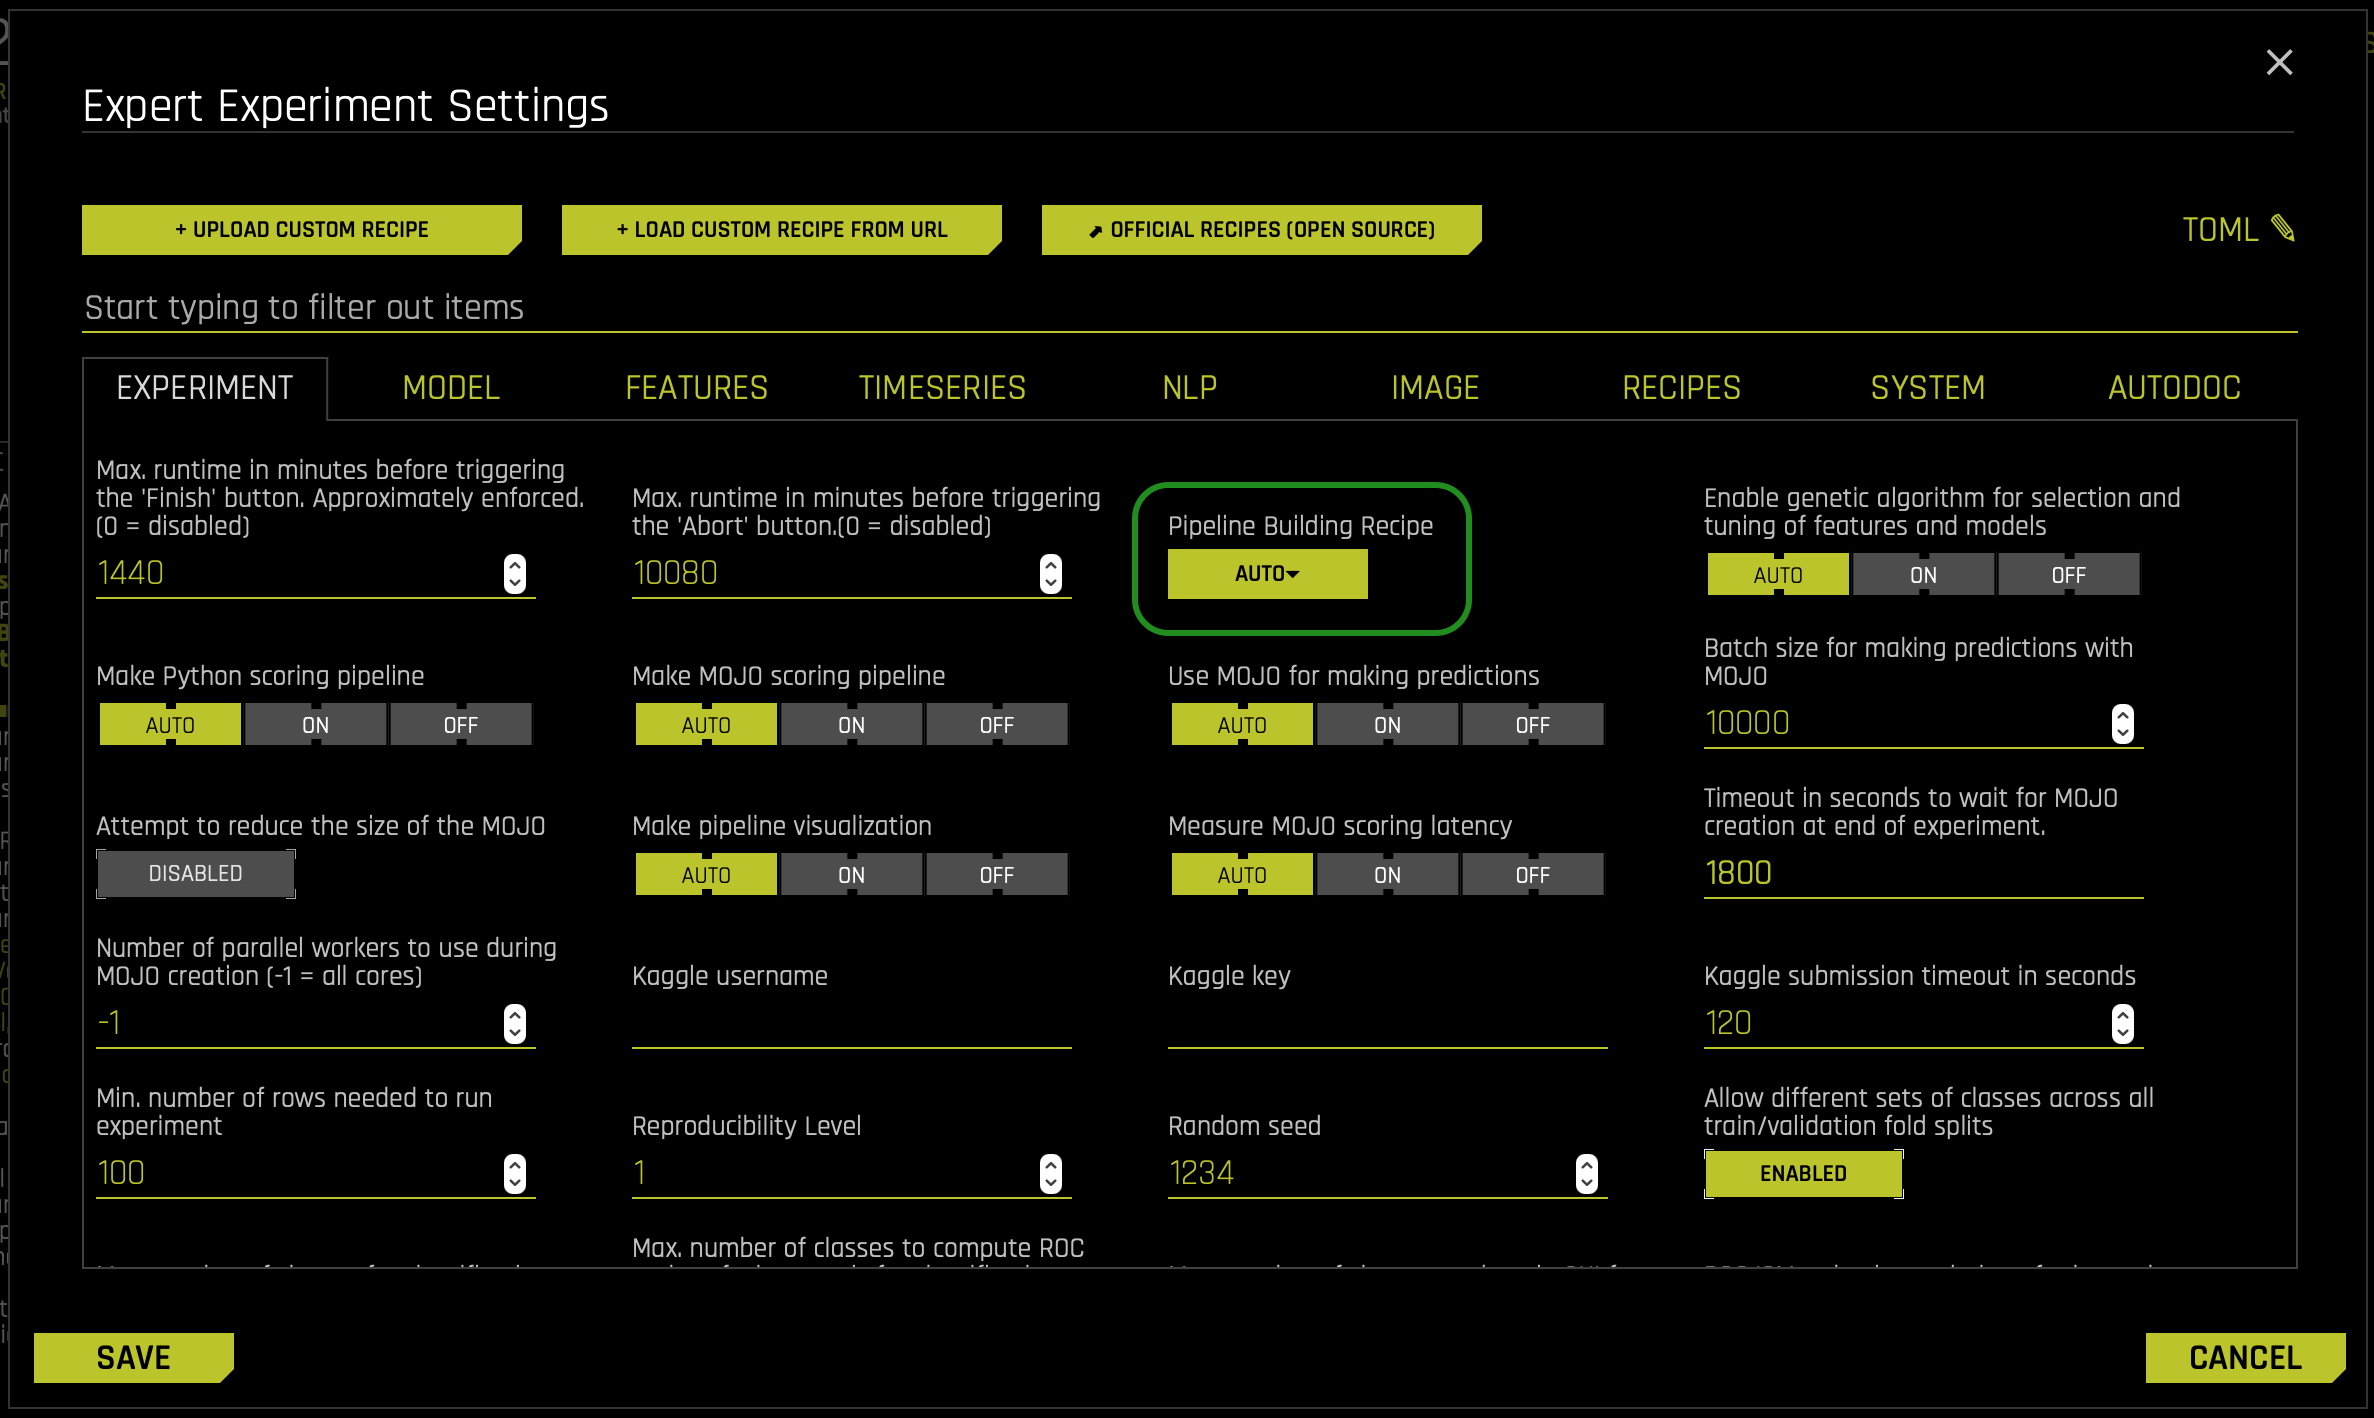 Expert Experiment Settings
+ UPLOAD CUSTOM RECIPE
+ LOAD CUSTOM RECIPE FROM URL
OFFICIAL RECIPES (OPEN SOURCE)
TOML
Start typing to filter out items
EXPERIMENT
MODEL
FEATURES
TIMESERIES
NLP
IMAGE
RECIPES
SYSTEM
AUTODOC
Max. runtime in minutes before triggering
the 'Finish' button. Approximately enforced.
(0 = disabled)
1440
Max. runtime in minutes before triggering
the 'Abort' button.(0 = disabled)
10080
Pipeline Building Recipe
AUTO
Enable genetic algorithm for selection and
tuning of features and models
AUTO ON OFF
Make Python scoring pipeline
AUTO ON OFF
Make MOJO scoring pipeline
AUTO ON OFF
Use MOJO for making predictions
AUTO ON OFF
Batch size for making predictions with
MOJO
10000
Attempt to reduce the size of the MOJO
DISABLED
Make pipeline visualization
AUTO ON OFF
Measure MOJO scoring latency
AUTO ON OFF
Timeout in seconds to wait for MOJO
creation at end of experiment.
1800
Number of parallel workers to use during
MOJO creation (-1 = all cores)
-1
Kaggle username
Kaggle key
Kaggle submission timeout in seconds
120
Min. number of rows needed to run
experiment
100
Reproducibility Level
1
Random seed
1234
Allow different sets of classes across all
train/validation fold splits
ENABLED
Max. number of classes to compute ROC
SAVE
CANCEL